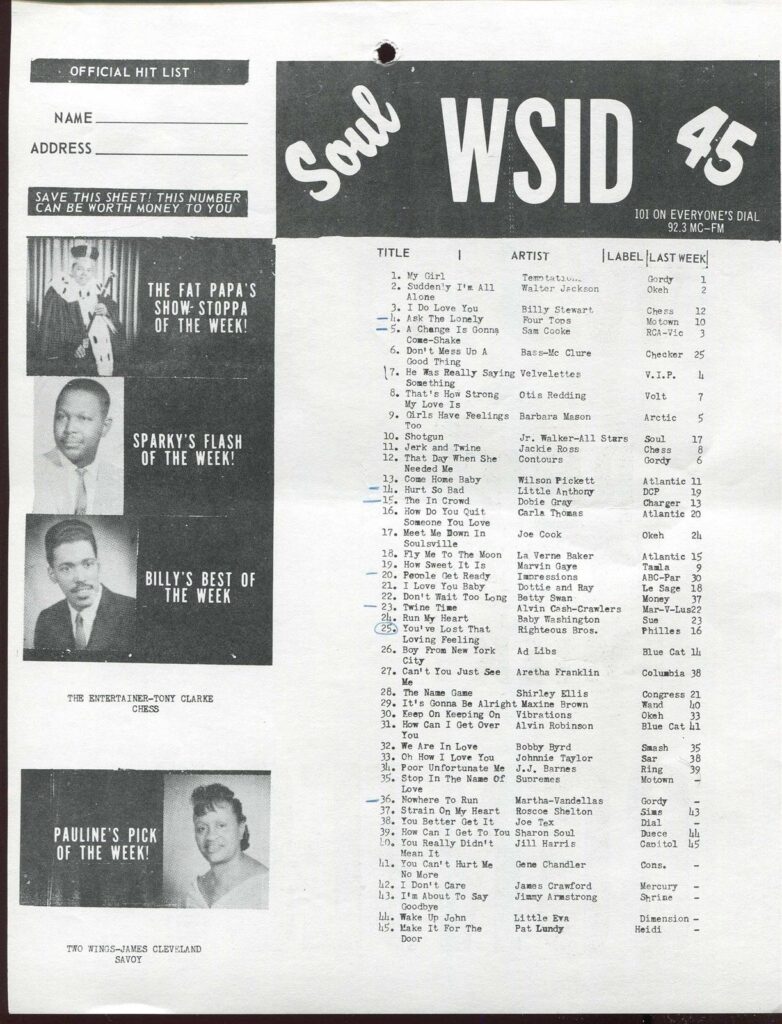 OFFICIAL HIT LIST
NAME
ADDRESS
SAVE THIS SHEET! THIS NUMBER
CAN BE WORTH MONEY TO YOU
THE FAT PAPA'S
SHOW-STOPPA
OF THE WEEK!
SPARKY'S FLASH
OF THE WEEK!
BILLY'S BEST OF
THE WEEK
THE ENTERTAINER-TONY CLARKE
CHESS
PAULINE'S PICK
OF THE WEEK!
TWO WINGS-JAMES CLEVELAND
SAVOY
Soul WSID 45
101 ON EVERYONE'S DIAL
92.3 MC-FM
TITLE | ARTIST | LABEL | LAST WEEK |
1. My Girl Temptation.. Gordy 1
2. Suddenly I'm All Walter Jackson Okeh 2
Alone
3. I Do Love You Billy Stewart Chess 12
4. Ask The Lonely Four Tops Motown 10
5. A Change Is Gonna Sam Cooke RCA-Vic 3
Come-Shake
6. Don't Mess Up A Bass-Mc Clure Checker 25
Good Thing
7. He Was Really Saying Velvelettes V.I.P. 4
Something
8. That's How Strong Otis Redding Volt 7
My Love Is
9. Girls Have Feelings Barbara Mason Arctic 5
Too
10. Shotgun Jr. Walker-All Stars Soul 17
11. Jerk and Twine Jackie Ross Chess 8
12. That Day When She Contours Gordy 6
Needed Me
13. Come Home Baby Wilson Pickett Atlantic 11
14. Hurt So Bad Little Anthony DCP 19
15. The In Crowd Dobie Gray Charger 13
16. How Do You Quit Carla Thomas Atlantic 20
Someone You Love
17. Meet Me Down In Joe Cook Okeh 24
Soulsville
18. Fly Me To The Moon La Verne Baker Atlantic 15
19. How Sweet It Is Marvin Gaye Tamla 9
20. People Get Ready Impressions ABC-Par 30
21. I Love You Baby Dottie and Ray Le Sage 18
22. Don't Wait Too Long Betty Swan Money 37
23. Twine Time Alvin Cash-Crawlers Mar-V-Lus22
24. Run My Heart Baby Washington Sue 23
25. You've Lost That Righteous Bros. Philles 16
Loving Feeling
26. Boy From New York Ad Libs Blue Cat 14
City
27. Can't You Just See Aretha Franklin Columbia 38
Me
28. The Name Game Shirley Ellis Congress 21
29. It's Gonna Be Alright Maxine Brown Wand 40
30. Keep On Keeping On Vibrations Okeh 33
31. How Can I Get Over Alvin Robinson Blue Cat 41
You
32. We Are In Love Bobby Byrd Smash 35
33. Oh How I Love You Johnnie Taylor Sar 38
34. Poor Unfortunate Me J.J. Barnes Ring 39
35. Stop In The Name Of Supremes Motown -
Love
36. Nowhere To Run Martha-Vandellas Gordy -
37. Strain On My Heart Roscoe Shelton Sims 43
38. You Better Get It Joe Tex Dial -
39. How Can I Get To You Sharon Soul Duece 44
40. You Really Didn't Jill Harris Capitol 45
Mean It
41. You Can't Hurt Me Gene Chandler Cons. -
No More
42. I Don't Care James Crawford Mercury -
43. I'm About To Say Jimmy Armstrong Shrine -
Goodbye
44. Wake Up John Little Eva Dimension -
45. Make It For The Pat Lundy Heidi -
Door